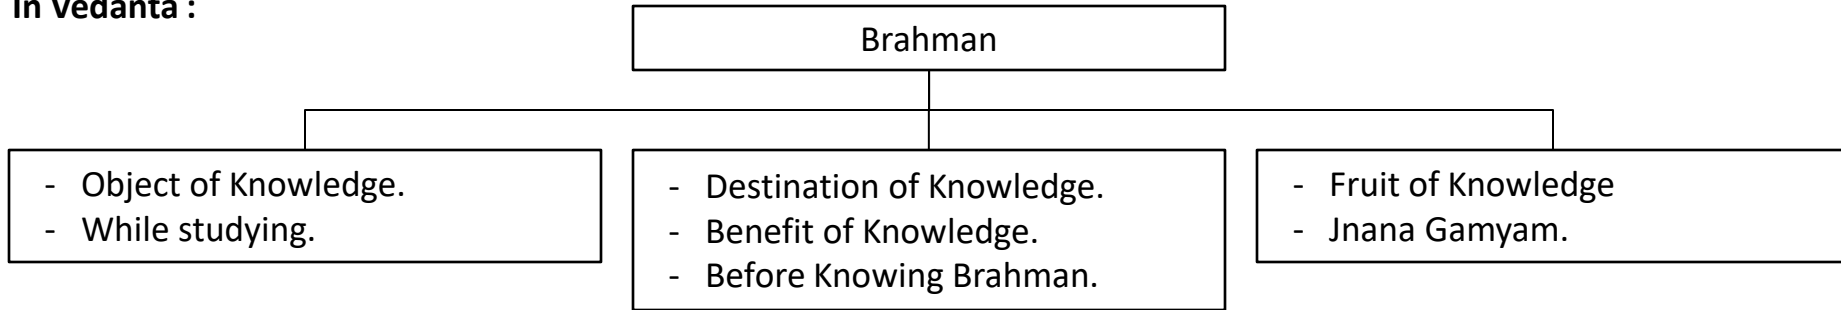 In Vedanta :
Brahman
- Object of Knowledge.
- While studying.
- Destination of Knowledge.
- Benefit of Knowledge.
- Before Knowing Brahman.
- Fruit of Knowledge
- Jnana Gamyam.